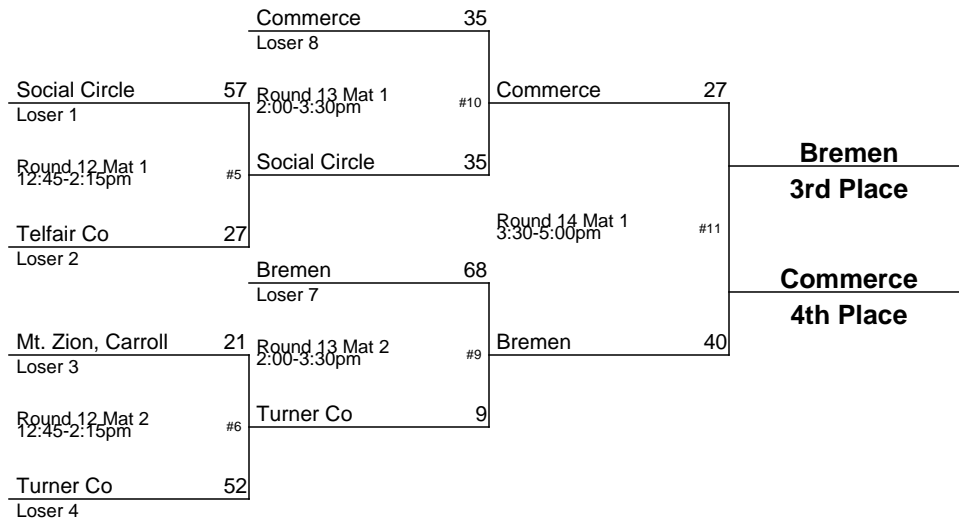 Commerce 35
Loser 8
Social Circle 57
Loser 1
Round 13 Mat 1
2:00-3:30pm
#10
Commerce 27
Round 12 Mat 1
12:45-2:15pm
#5
Social Circle 35
Bremen
3rd Place
Telfair Co 27
Loser 2
Round 14 Mat 1
3:30-5:00pm
#11
Bremen 68
Loser 7
Commerce
4th Place
Mt. Zion, Carroll 21
Loser 3
Round 13 Mat 2
2:00-3:30pm
#9
Bremen 40
Round 12 Mat 2
12:45-2:15pm
#6
Turner Co 9
Turner Co 52
Loser 4